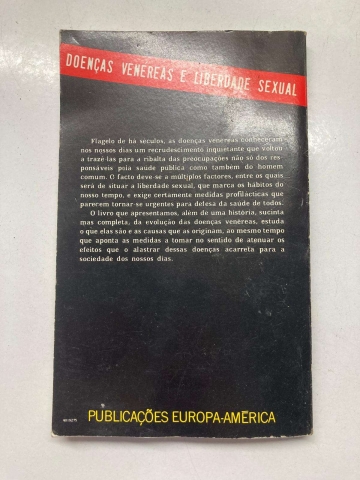 DOENÇAS VENÉREAS E LIBERDADE SEXUAL
Flagelo de há séculos, as doenças venéreas conheceram
nos nossos dias um recrudescimento inquietante que voltou
a trazê-las para a ribalta das preocupações não só dos res-
ponsáveis pela saúde pública como também do homem
comum. O facto deve-se a múltiplos factores, entre os quais
será de situar a liberdade sexual, que marca os hábitos do
nosso tempo, e exige certamente medidas profilácticas que
parecem tornar-se urgentes para defesa da saúde de todos.
O livro que apresentamos, além de uma história, sucinta
mas completa, da evolução das doenças venéreas, estuda
o que elas são e as causas que as originam, ao mesmo tempo
que aponta as medidas a tomar no sentido de atenuar os
efeitos que o alastrar dessas doenças acarreta para a
sociedade dos nossos dias.
PUBLICAÇÕES EUROPA-AMÉRICA